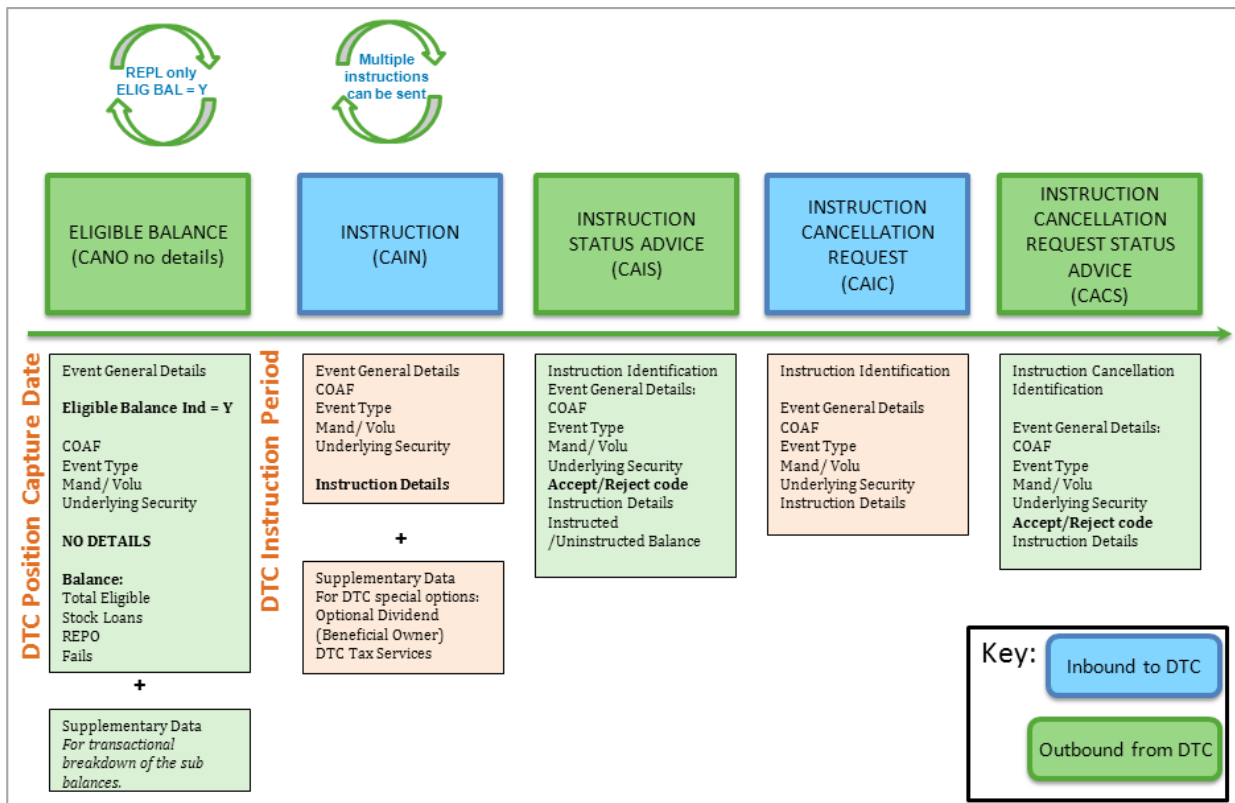 REPL only
ELIG BAL = Y
Multiple
instructions
can be sent
ELIGIBLE BALANCE
(CANO no details)
INSTRUCTION
(CAIN)
INSTRUCTION
STATUS ADVICE
(CAIS)
INSTRUCTION
CANCELLATION
REQUEST
(CAIC)
INSTRUCTION
CANCELLATION
REQUEST STATUS
ADVICE
(CACS)
DTC Position Capture Date
Event General Details
Eligible Balance Ind = Y
COAF
Event Type
Mand/ Volu
Underlying Security
NO DETAILS
Balance:
Total Eligible
Stock Loans
REPO
Fails
+
Supplementary Data
For transactional
breakdown of the sub
balances.
DTC Instruction Period
Event General Details
COAF
Event Type
Mand/ Volu
Underlying Security
Instruction Details
+
Supplementary Data
For DTC special options:
Optional Dividend
(Beneficial Owner)
DTC Tax Services
Instruction Identification
Event General Details:
COAF
Event Type
Mand/ Volu
Underlying Security
Accept/Reject code
Instruction Details
Instructed
/Uninstructed Balance
Instruction Identification
Event General Details
COAF
Event Type
Mand/ Volu
Underlying Security
Instruction Details
Instruction Cancellation
Identification
Event General Details:
COAF
Event Type
Mand/ Volu
Underlying Security
Accept/Reject code
Instruction Details
Key:
Inbound to DTC
Outbound from DTC